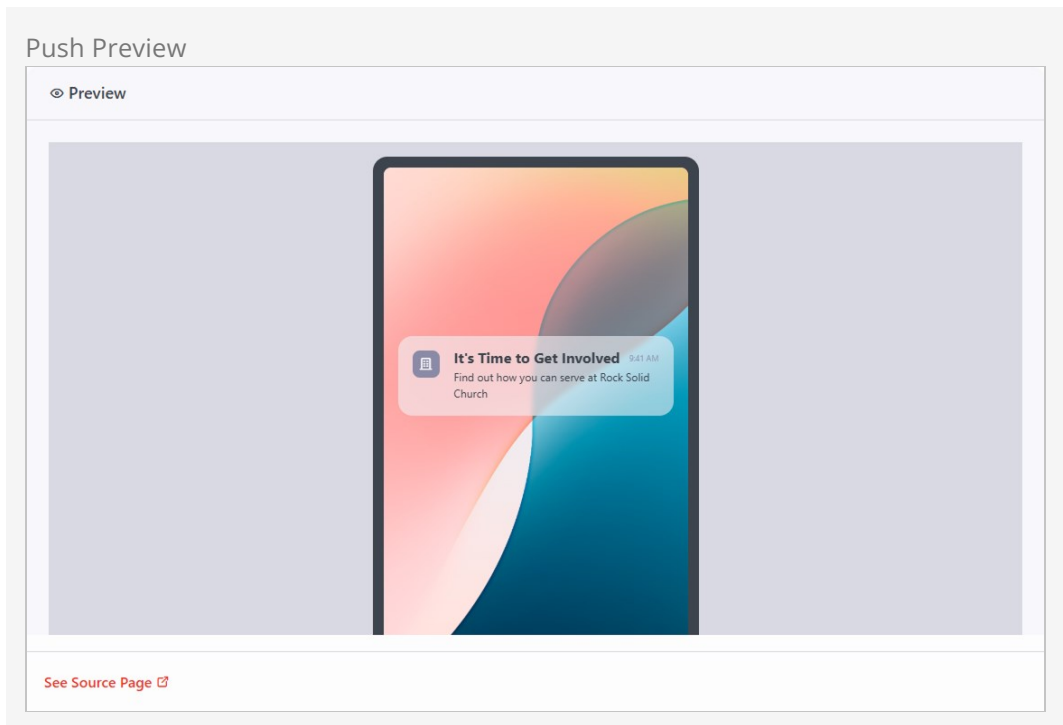 Push Preview
Preview
It's Time to Get Involved 9:41 AM
Find out how you can serve at Rock Solid
Church
See Source Page